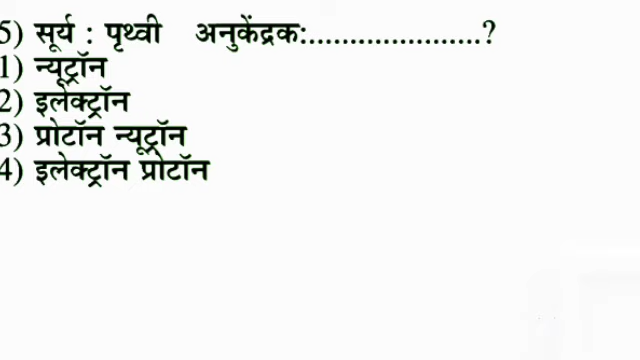 5) सूर्य : पृथ्वी अनुकेंद्रक:.....................?
1) न्यूट्रॉन
2) इलेक्ट्रॉन
3) प्रोटॉन न्यूट्रॉन
4) इलेक्ट्रॉन प्रोटॉन